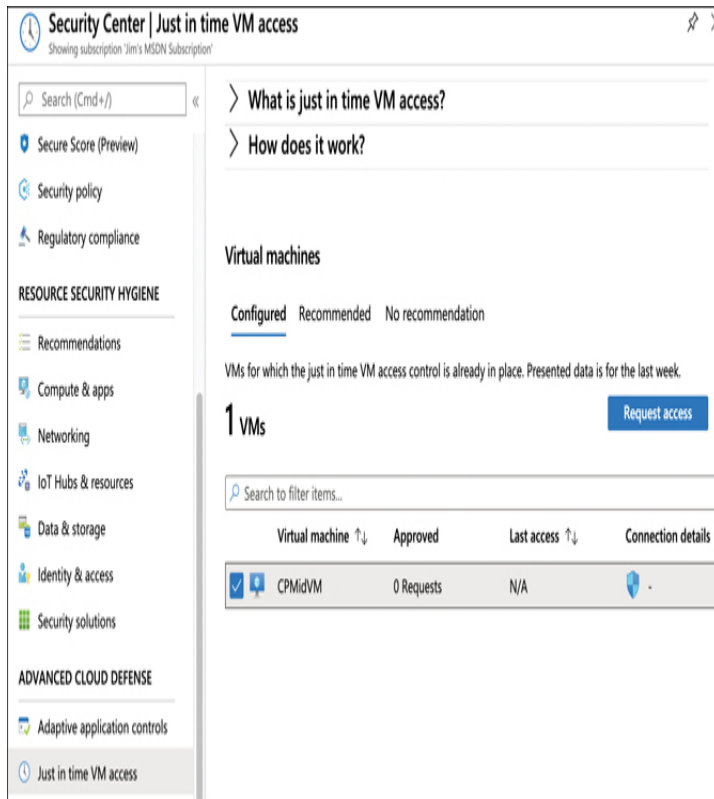 Security Center | Just in time VM access
Showing subscription 'Jim's MSDN Subscription'
Search (Cmd+/)
«
Secure Score (Preview)
Security policy
Regulatory compliance
RESOURCE SECURITY HYGIENE
Recommendations
Compute & apps
Networking
IoT Hubs & resources
Data & storage
Identity & access
Security solutions
ADVANCED CLOUD DEFENSE
Adaptive application controls
Just in time VM access
What is just in time VM access?
How does it work?
Virtual machines
Configured Recommended No recommendation
VMs for which the just in time VM access control is already in place. Presented data is for the last week.
1 VMs
Request access
Search to filter items...
Virtual machine ↑↓ Approved Last access ↑↓ Connection details
CPMidVM 0 Requests N/A -